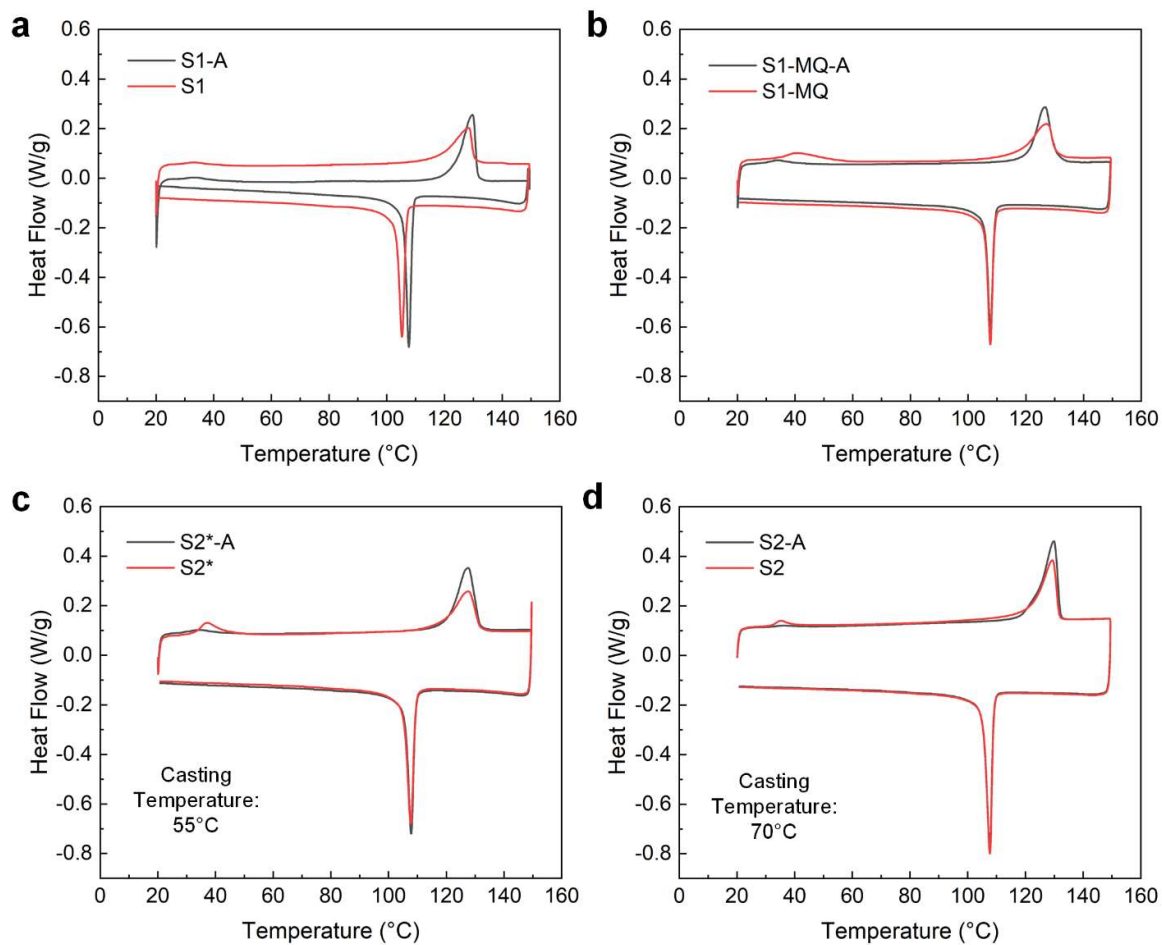 a
S1-A
S1
0.6
0.4
0.2
0.0
-0.2
-0.4
-0.6
-0.8
Heat Flow (W/g)
0 20 40 60 80 100 120 140 160
Temperature (°C)
b
S1-MQ-A
S1-MQ
0.6
0.4
0.2
0.0
-0.2
-0.4
-0.6
-0.8
Heat Flow (W/g)
0 20 40 60 80 100 120 140 160
Temperature (°C)
c
S2*-A
S2*
0.6
0.4
0.2
0.0
-0.2
-0.4
-0.6
-0.8
Heat Flow (W/g)
Casting
Temperature:
55°C
0 20 40 60 80 100 120 140 160
Temperature (°C)
d
S2-A
S2
0.6
0.4
0.2
0.0
-0.2
-0.4
-0.6
-0.8
Heat Flow (W/g)
Casting
Temperature:
70°C
0 20 40 60 80 100 120 140 160
Temperature (°C)